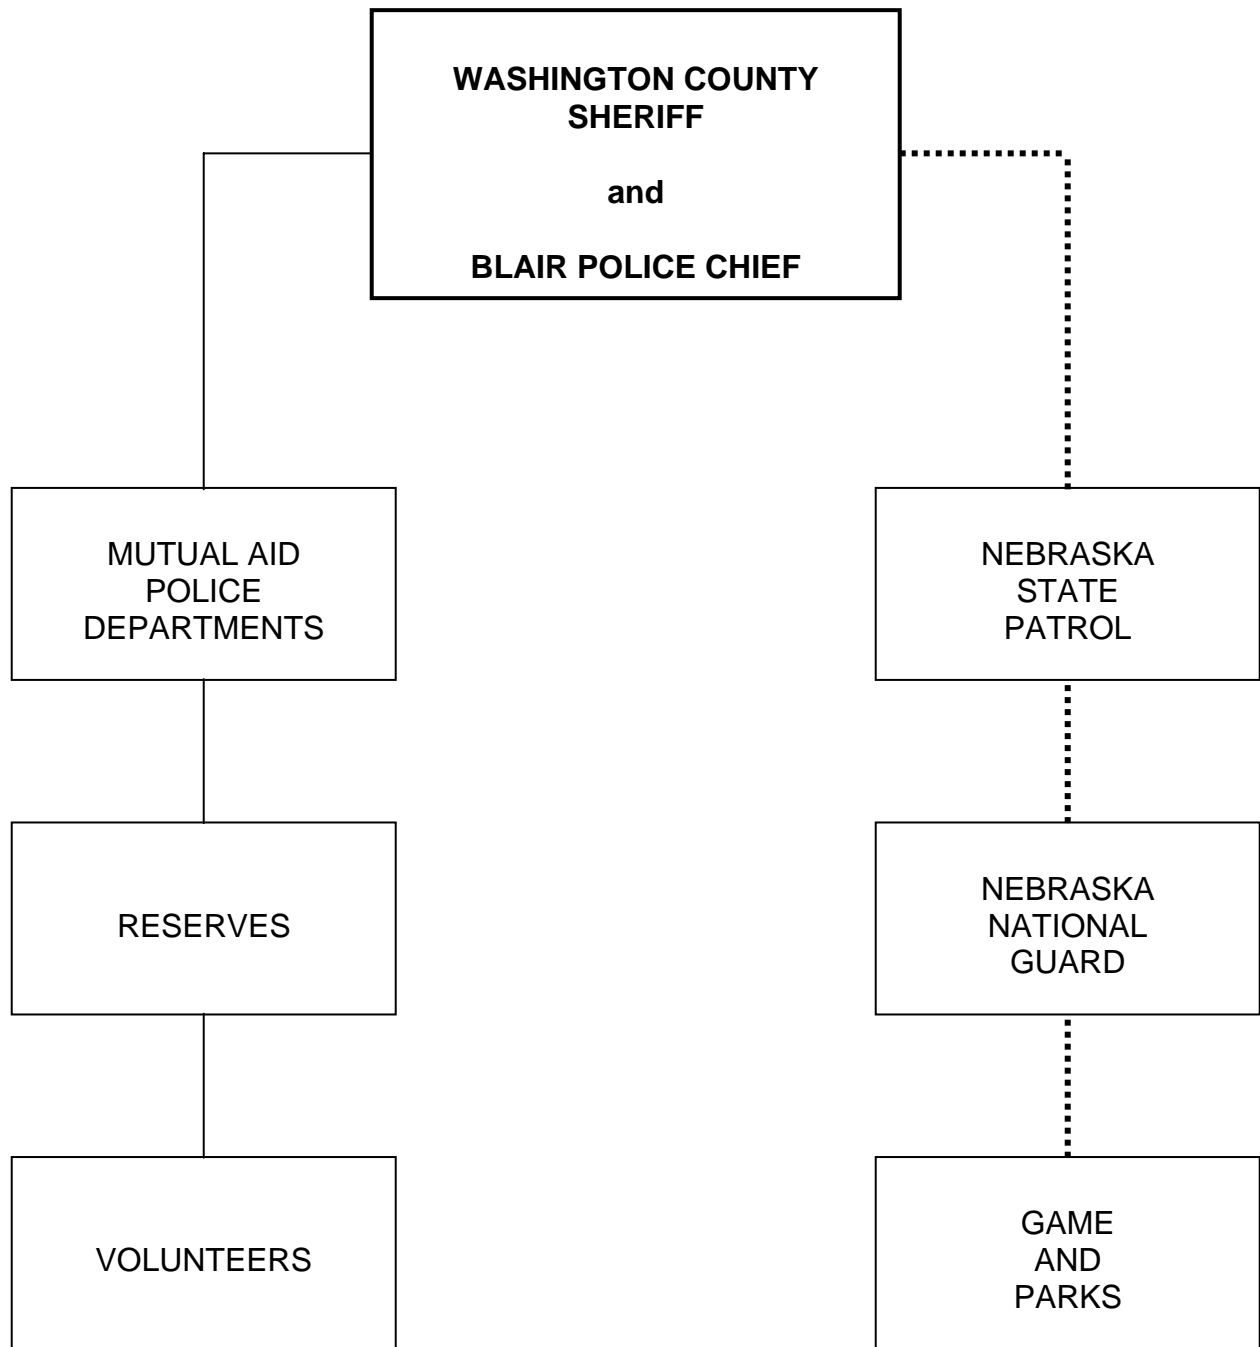 WASHINGTON COUNTY
SHERIFF
and
BLAIR POLICE CHIEF
MUTUAL AID
POLICE
DEPARTMENTS
NEBRASKA
STATE
PATROL
RESERVES
NEBRASKA
NATIONAL
GUARD
VOLUNTEERS
GAME
AND
PARKS